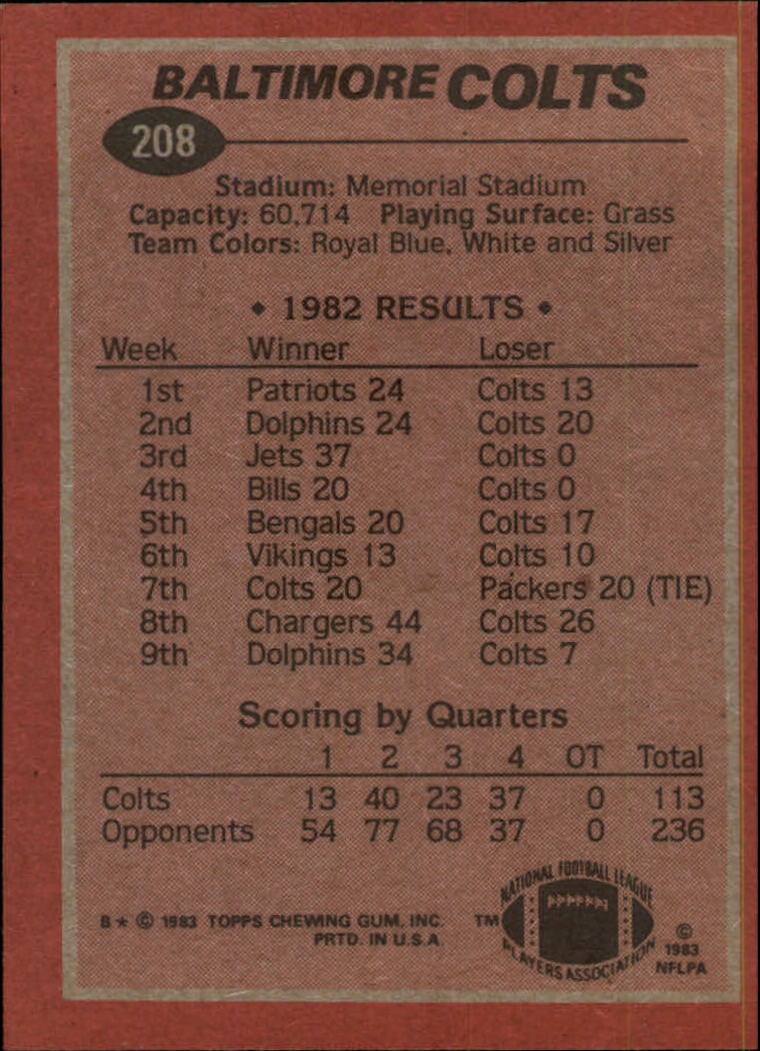 BALTIMORE COLTS
208
Stadium: Memorial Stadium
Capacity: 60,714 Playing Surface: Grass
Team Colors: Royal Blue, White and Silver
◆ 1982 RESULTS ◆
Week Winner Loser
1st Patriots 24 Colts 13
2nd Dolphins 24 Colts 20
3rd Jets 37 Colts 0
4th Bills 20 Colts 0
5th Bengals 20 Colts 17
6th Vikings 13 Colts 10
7th Colts 20 Packers 20 (TIE)
8th Chargers 44 Colts 26
9th Dolphins 34 Colts 7
Scoring by Quarters
1 2 3 4 OT Total
Colts 13 40 23 37 0 113
Opponents 54 77 68 37 0 236
B★ © 1983 TOPPS CHEWING GUM, INC.
PRTD. IN U.S.A
TM
NATIONAL FOOTBALL LEAGUE
PLAYERS ASSOCIATION
©
1983
NFLPA